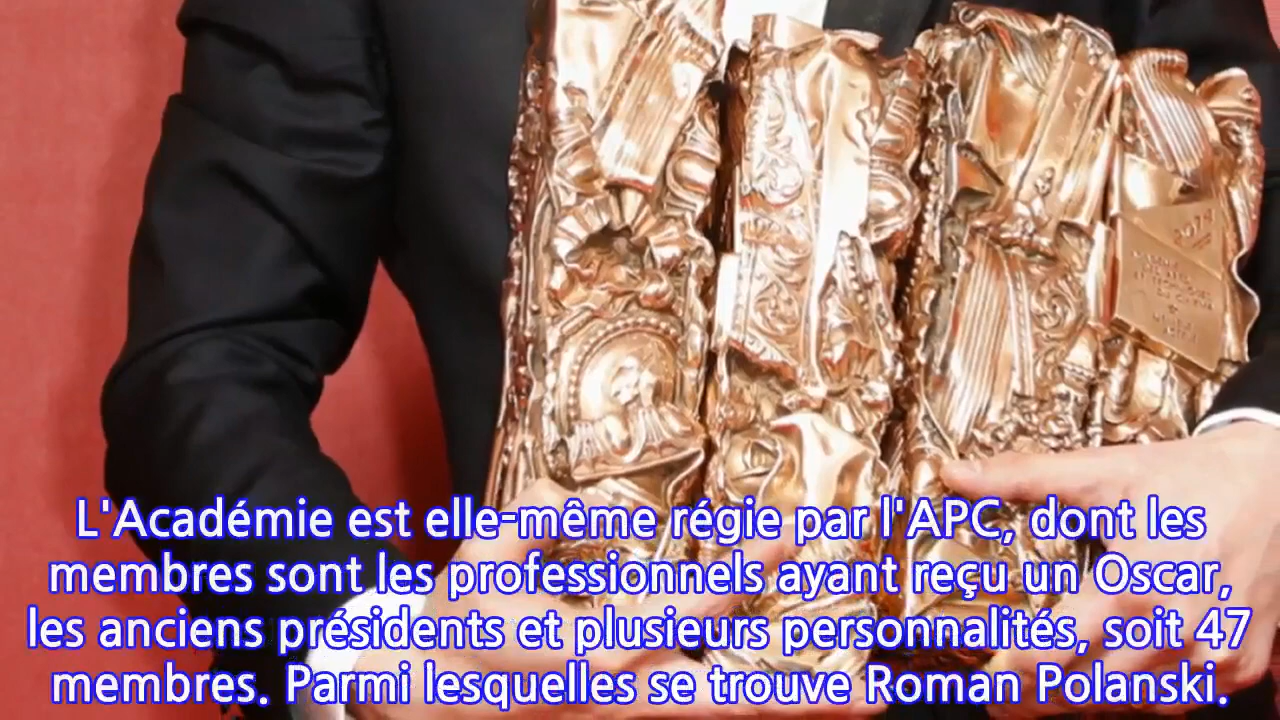 2074
L'Académie est elle-même régie par l'APC, dont les
membres sont les professionnels ayant reçu un Oscar,
les anciens présidents et plusieurs personnalités, soit 47
membres. Parmi lesquelles se trouve Roman Polanski.